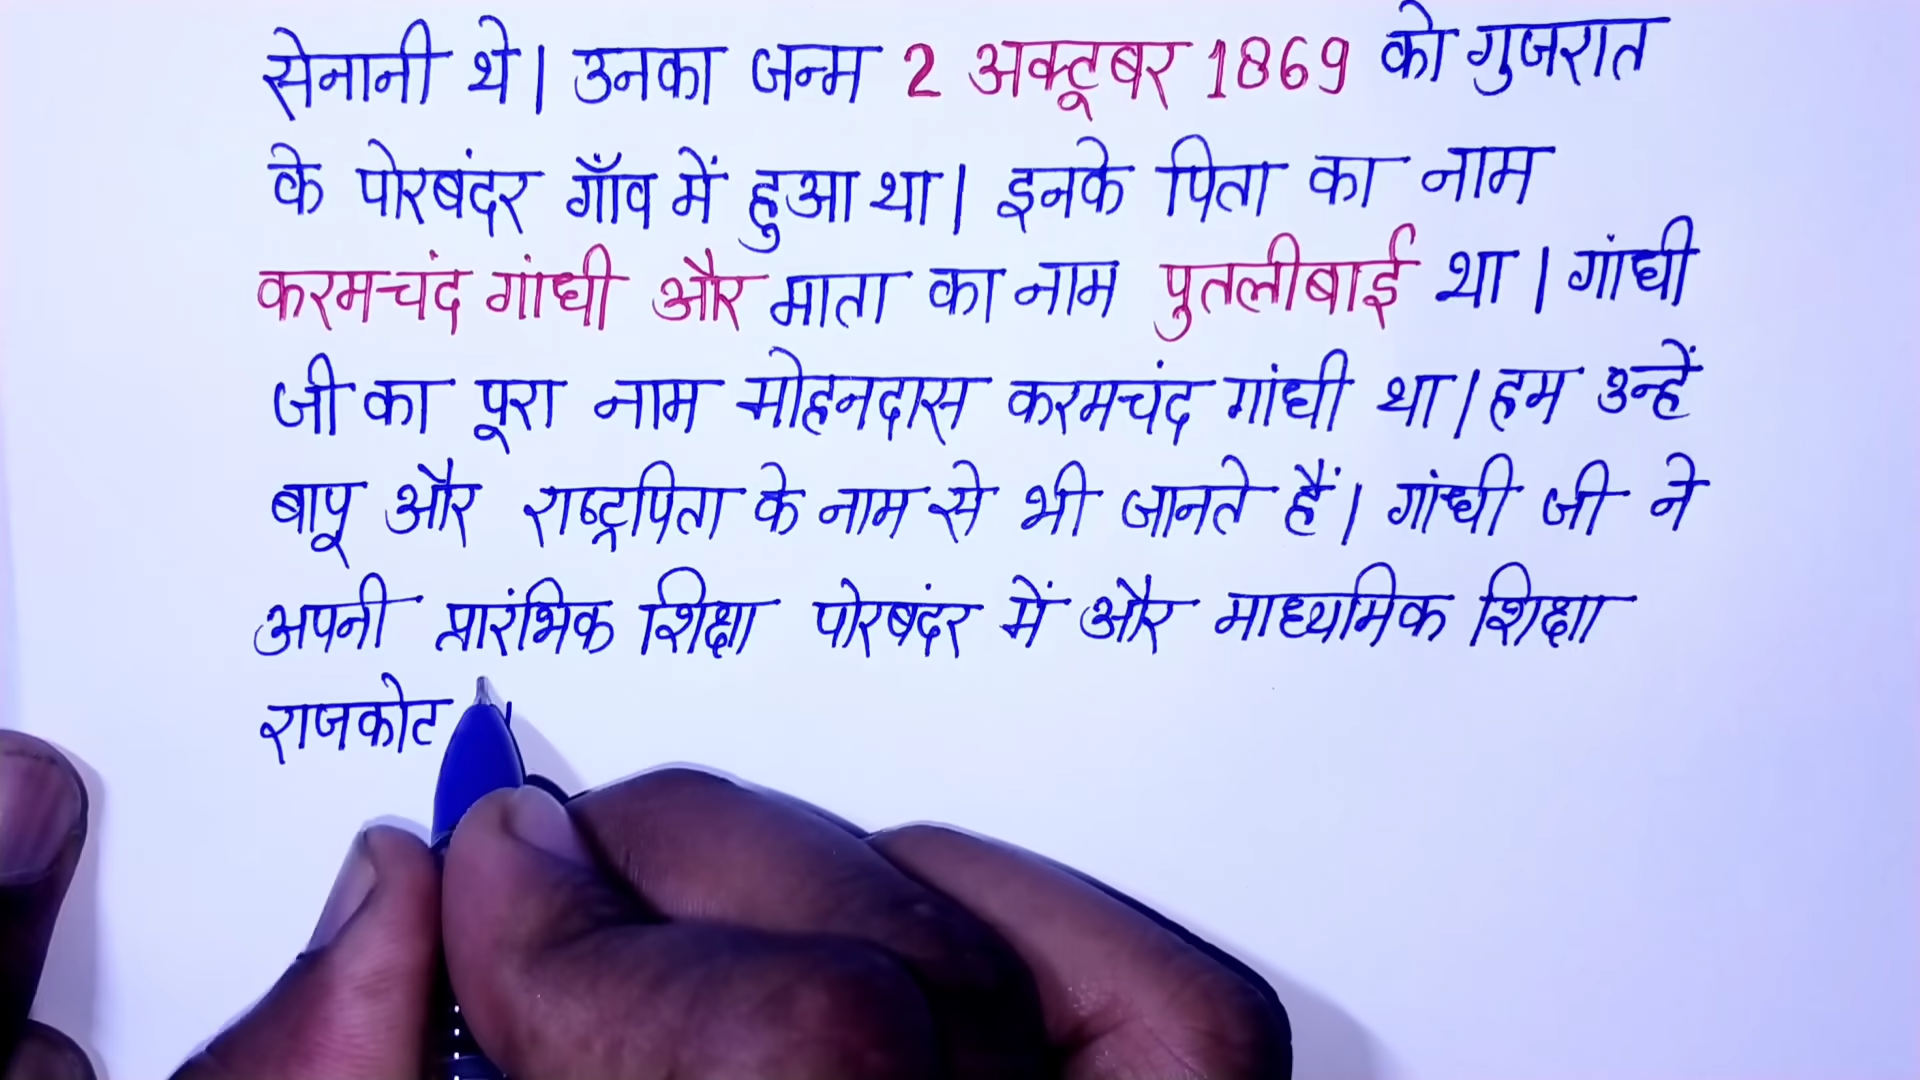 सेनानी थे। उनका जन्म 2 अक्टूबर 1869 को गुजरात
के पोरबंदर गाँव में हुआ था। इनके पिता का नाम
करमचंद गांधी और माता का नाम पुतलीबाई था। गांधी
जी का पूरा नाम मोहनदास करमचंद गांधी था। हम उन्हें
बापू और राष्ट्रपिता के नाम से भी जानते हैं। गांधी जी ने
अपनी प्रारंभिक शिक्षा पोरबंदर में और माध्यमिक शिक्षा
राजकोट